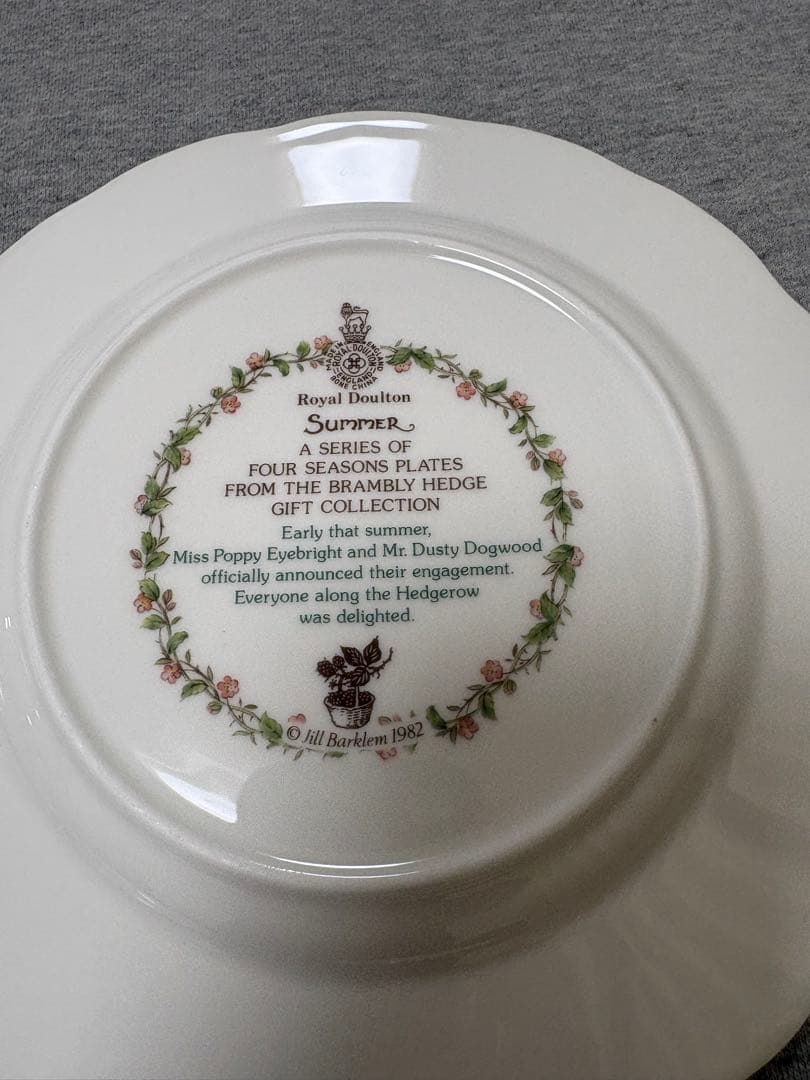 MADE IN ENGLAND
ROYAL DOULTON
ENGLAND
BONE CHINA
Royal Doulton
SUMMER
A SERIES OF
FOUR SEASONS PLATES
FROM THE BRAMBLY HEDGE
GIFT COLLECTION
Early that summer,
Miss Poppy Eyebright and Mr. Dusty Dogwood
officially announced their engagement.
Everyone along the Hedgerow
was delighted.
© Jill Barklem 1982